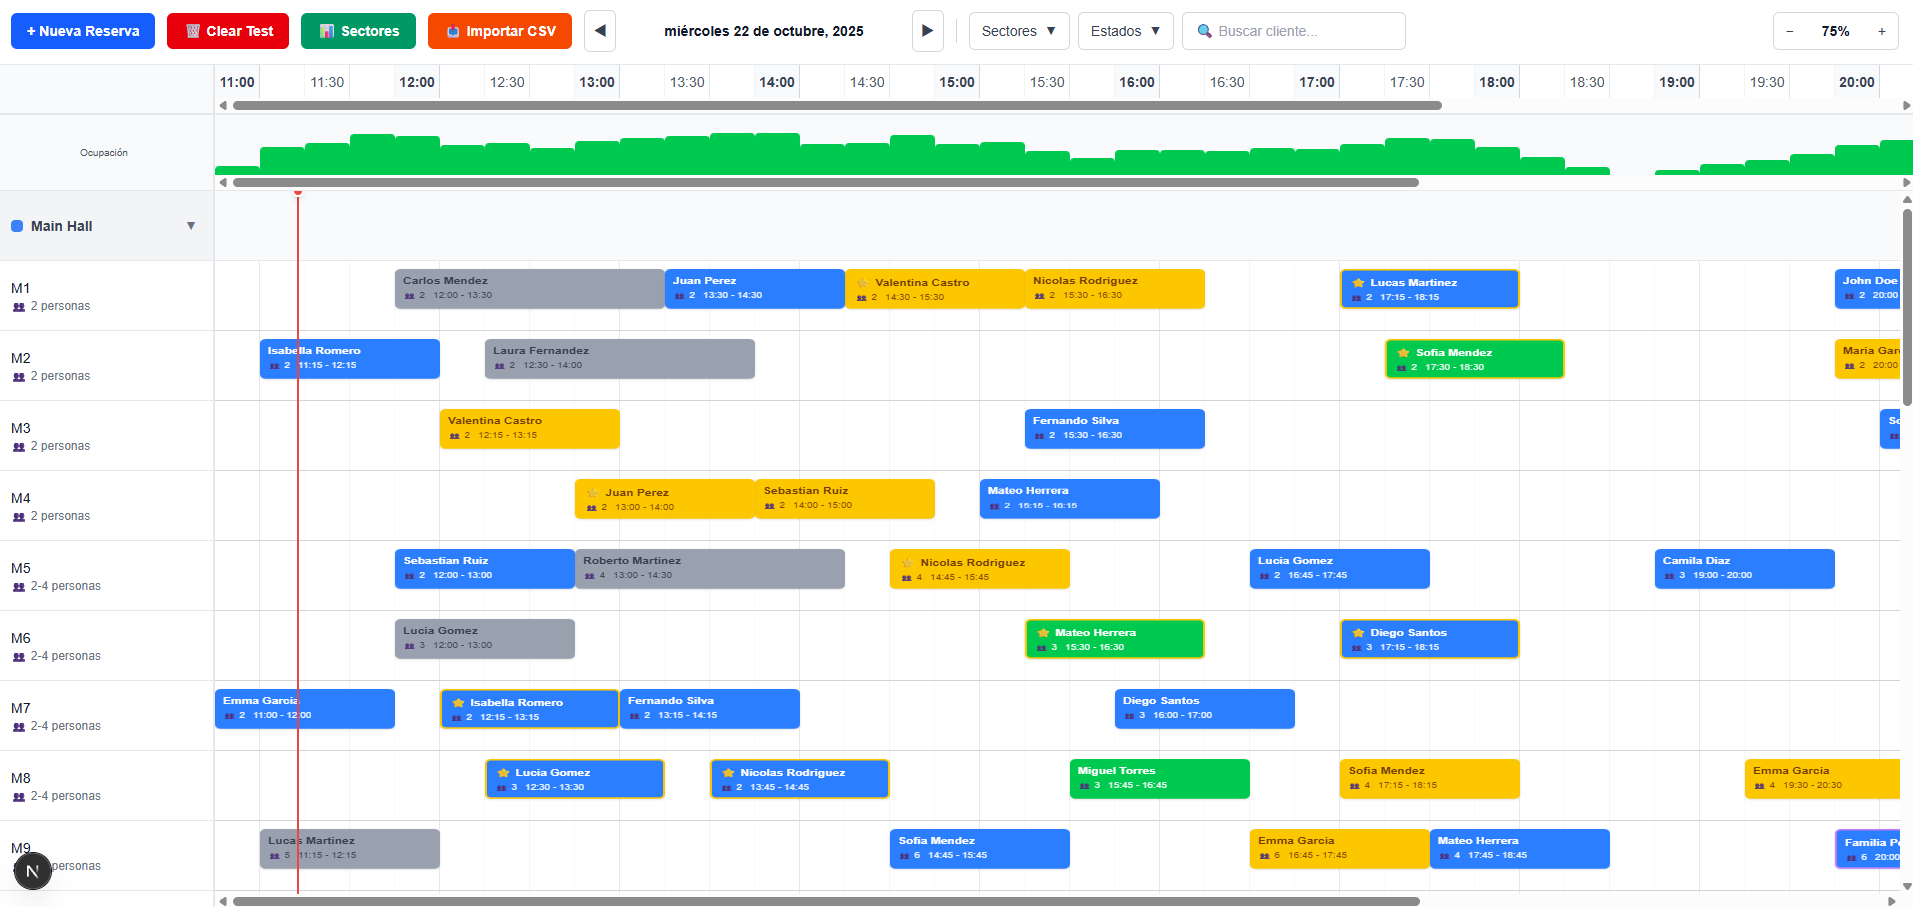 + Nueva Reserva
Clear Test
Sectores
Importar CSV
miércoles 22 de octubre, 2025
Sectores
Estados
Buscar cliente...
− 75% +
11:00 11:30 12:00 12:30 13:00 13:30 14:00 14:30 15:00 15:30 16:00 16:30 17:00 17:30 18:00 18:30 19:00 19:30 20:00
Ocupación
Main Hall
M1
2 personas
Carlos Mendez
2 12:00 - 13:30
Juan Perez
2 13:30 - 14:30
Valentina Castro
2 14:30 - 15:30
Nicolas Rodriguez
2 15:30 - 16:30
Lucas Martinez
2 17:15 - 18:15
John Doe
2 20:00
M2
2 personas
Isabella Romero
2 11:15 - 12:15
Laura Fernandez
2 12:30 - 14:00
Sofia Mendez
2 17:30 - 18:30
Maria Gar
2 20:00
M3
2 personas
Valentina Castro
2 12:15 - 13:15
Fernando Silva
2 15:30 - 16:30
M4
2 personas
Juan Perez
2 13:00 - 14:00
Sebastian Ruiz
2 14:00 - 15:00
Mateo Herrera
2 15:15 - 16:15
M5
2-4 personas
Sebastian Ruiz
2 12:00 - 13:00
Roberto Martinez
4 13:00 - 14:30
Nicolas Rodriguez
4 14:45 - 15:45
Lucia Gomez
2 16:45 - 17:45
Camila Diaz
3 19:00 - 20:00
M6
2-4 personas
Lucia Gomez
3 12:00 - 13:00
Mateo Herrera
3 15:30 - 16:30
Diego Santos
3 17:15 - 18:15
M7
2-4 personas
Emma Garcia
2 11:00 - 12:00
Isabella Romero
2 12:15 - 13:15
Fernando Silva
2 13:15 - 14:15
Diego Santos
3 16:00 - 17:00
M8
2-4 personas
Lucia Gomez
3 12:30 - 13:30
Nicolas Rodriguez
2 13:45 - 14:45
Miguel Torres
3 15:45 - 16:45
Sofia Mendez
4 17:15 - 18:15
Emma Garcia
4 19:30 - 20:30
M9
personas
Lucas Martinez
5 11:15 - 12:15
Sofia Mendez
6 14:45 - 15:45
Emma Garcia
6 16:45 - 17:45
Mateo Herrera
4 17:45 - 18:45
Familia P
6 20:00
N